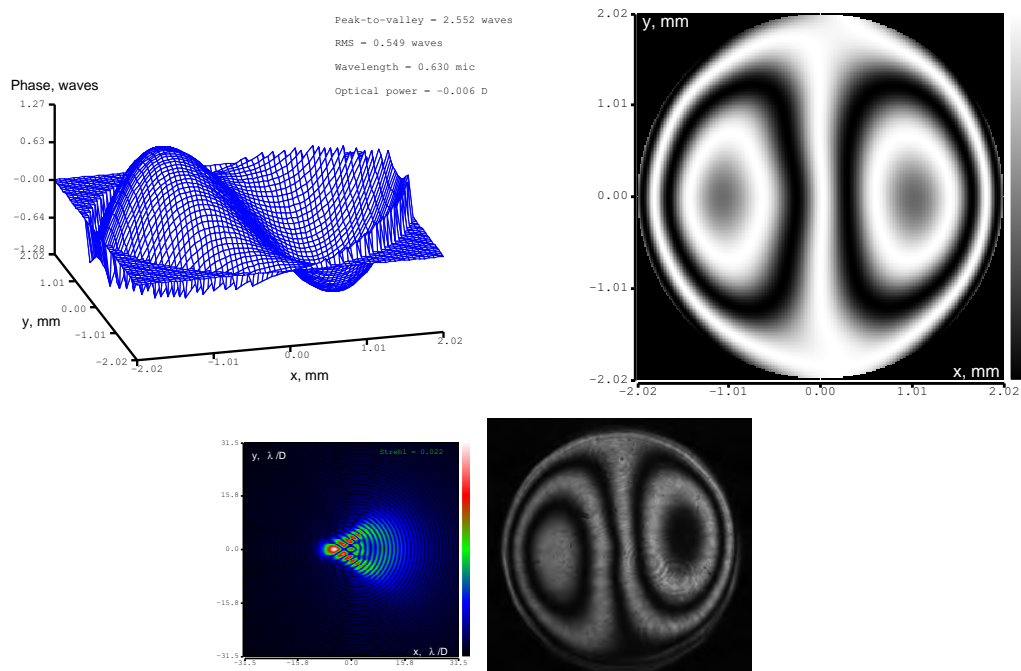 Peak-to-valley = 2.552 waves
RMS = 0.549 waves
Wavelength = 0.630 mic
Optical power = -0.006 D
Phase, waves
1.27
0.63
-0.00
-0.64
-1.28
2.02
1.01
0.00
-1.01
-2.02
y, mm
-2.02
-1.01
0.00
1.01
2.02
x, mm
2.02
1.01
0.00
-1.01
-2.02
y, mm
x, mm
-2.02
-1.01
0.00
1.01
2.02
31.5
15.8
0.0
-15.8
-31.5
y, λ/D
Strehl = 0.022
x, λ/D
-31.5
-15.8
0.0
15.8
31.5